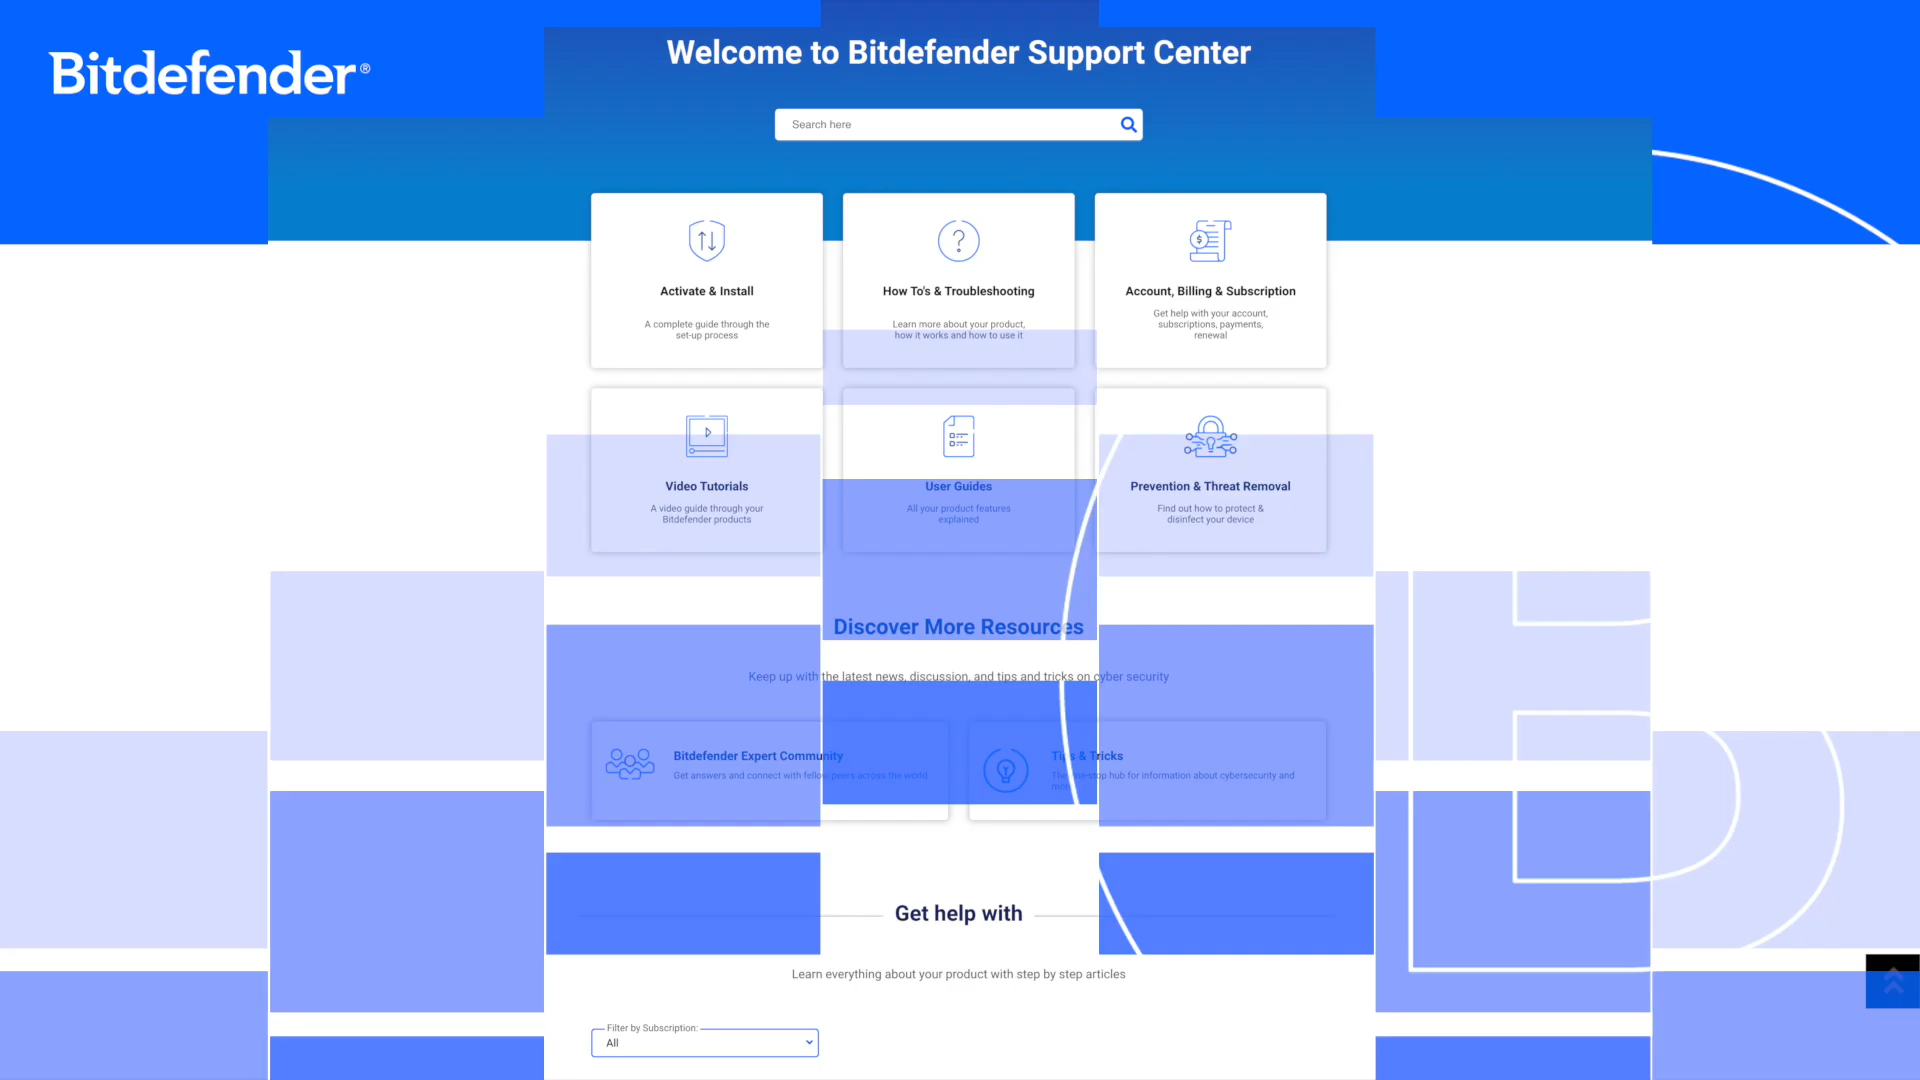 Bitdefender®
Welcome to Bitdefender Support Center
Search here
Activate & Install
A complete guide through the
set-up process
How To's & Troubleshooting
Learn more about your product,
how it works and how to use it
Account, Billing & Subscription
Get help with your account,
subscriptions, payments,
renewal
Video Tutorials
A video guide through your
Bitdefender products
User Guides
All your product features
explained
Prevention & Threat Removal
Find out how to protect &
disinfect your device
Discover More Resources
Keep up with the latest news, discussion, and tips and tricks on cyber security
Bitdefender Expert Community
Get answers and connect with fellow peers across the world
Tips & Tricks
The one-stop hub for information about cybersecurity and
more
Get help with
Learn everything about your product with step by step articles
Filter by Subscription:
All